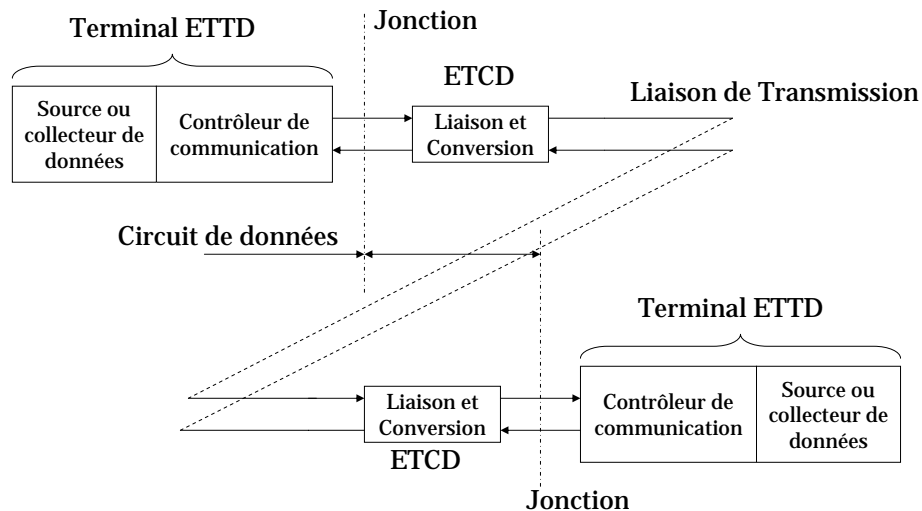 Jonction
Terminal ETTD
ETCD
Liaison de Transmission
Source ou
collecteur de
données
Contrôleur de
communication
Liaison et
Conversion
Circuit de données
Terminal ETTD
Liaison et
Conversion
ETCD
Contrôleur de
communication
Source ou
collecteur de
données
Jonction